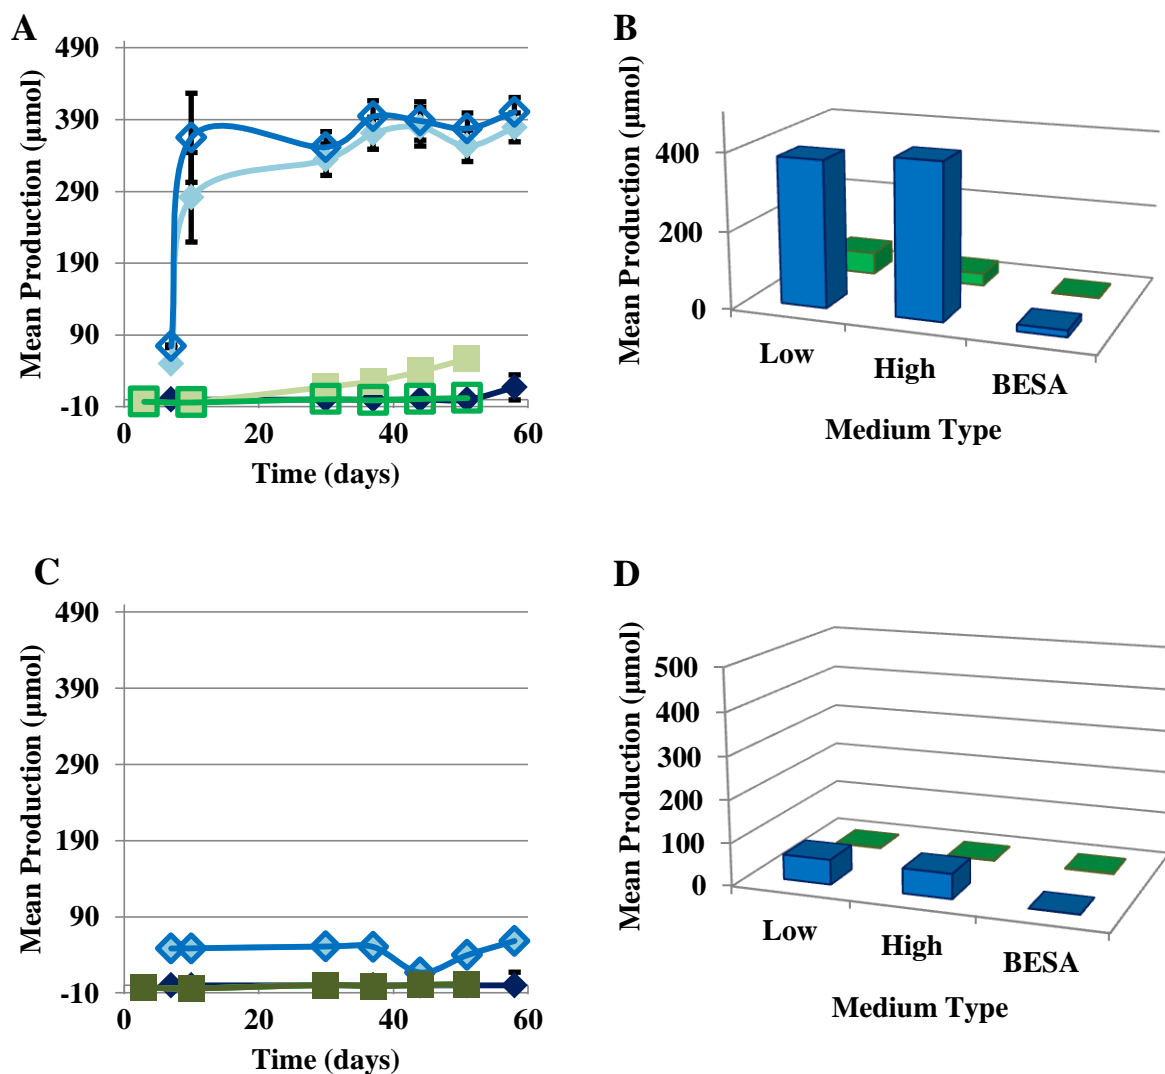 A
Mean Production (µmol)
490
390
290
190
90
-10
0
20
40
60
Time (days)
B
Mean Production (µmol)
400
200
0
Low
High
BESA
Medium Type
C
Mean Production (µmol)
490
390
290
190
90
-10
0
20
40
60
Time (days)
D
Mean Production (µmol)
500
400
300
200
100
0
Low
High
BESA
Medium Type